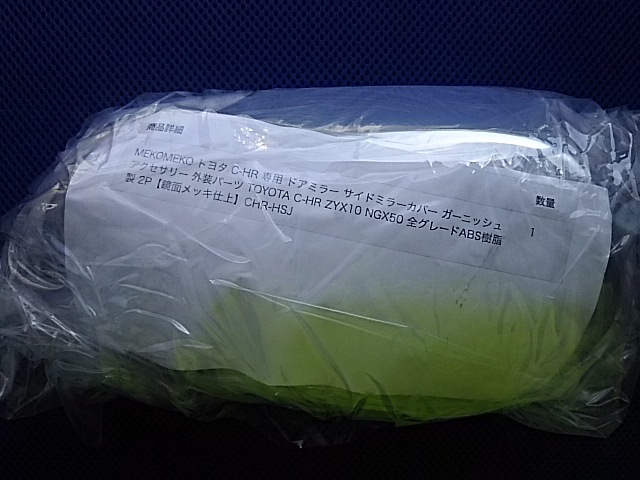 商品詳細
数量
MEKOMEKO トヨタ C-HR 専用 ドアミラー サイドミラーカバー ガーニッシュ
アクセサリー 外装パーツ TOYOTA C-HR ZYX10 NGX50 全グレードABS樹脂
製 2P【鏡面メッキ仕上】CHR-HSJ
1